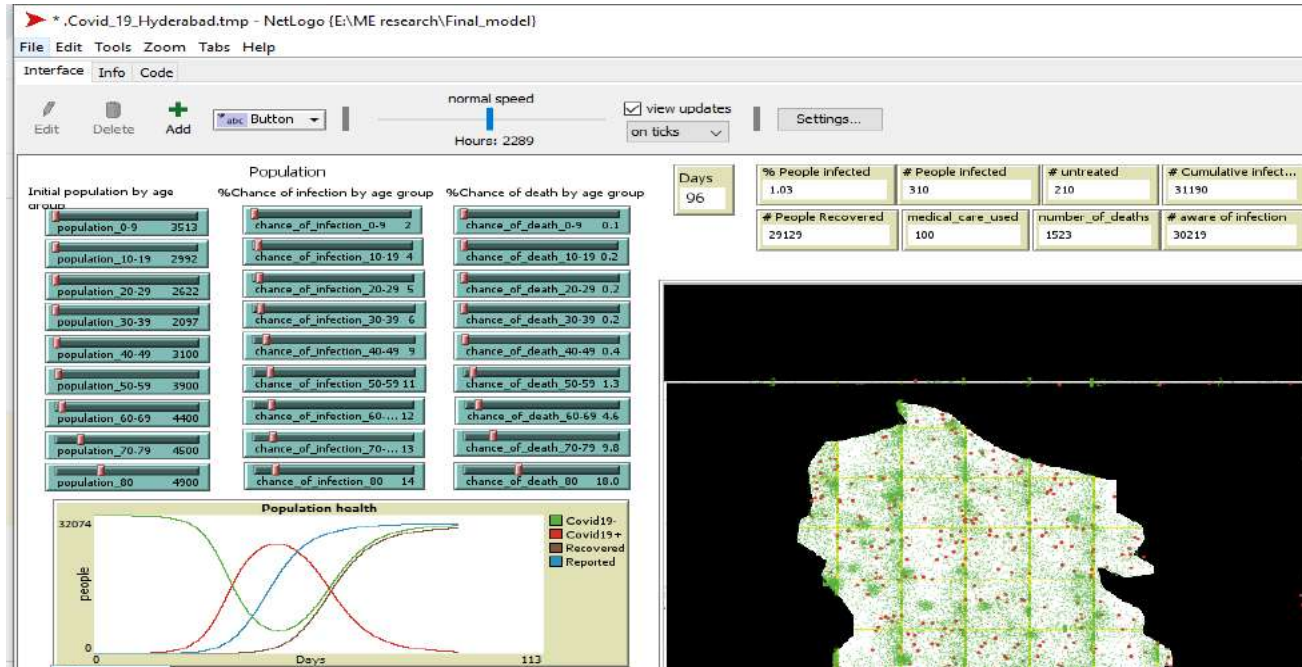 * .Covid_19_Hyderabad.tmp - NetLogo {E:\ME research\Final_model}
File Edit Tools Zoom Tabs Help
Interface Info Code
Edit Delete Add abc Button normal speed Hours: 2289 view updates on ticks Settings...
Population
Initial population by age group
%Chance of infection by age group
%Chance of death by age group
population_0-9 3513
chance_of_infection_0-9 2
chance_of_death_0-9 0.1
population_10-19 2992
chance_of_infection_10-19 4
chance_of_death_10-19 0.2
population_20-29 2622
chance_of_infection_20-29 5
chance_of_death_20-29 0.2
population_30-39 2097
chance_of_infection_30-39 6
chance_of_death_30-39 0.2
population_40-49 3100
chance_of_infection_40-49 9
chance_of_death_40-49 0.4
population_50-59 3900
chance_of_infection_50-59 11
chance_of_death_50-59 1.3
population_60-69 4400
chance_of_infection_60-... 12
chance_of_death_60-69 4.6
population_70-79 4500
chance_of_infection_70-... 13
chance_of_death_70-79 9.8
population_80 4900
chance_of_infection_80 14
chance_of_death_80 18.0
Days
96
% People infected
1.03
# People infected
310
# untreated
210
# Cumulative infect...
31190
# People Recovered
29129
medical_care_used
100
number_of_deaths
1523
# aware of infection
30219
Population health
32074
people
0
0
Days
113
Covid19-
Covid19+
Recovered
Reported